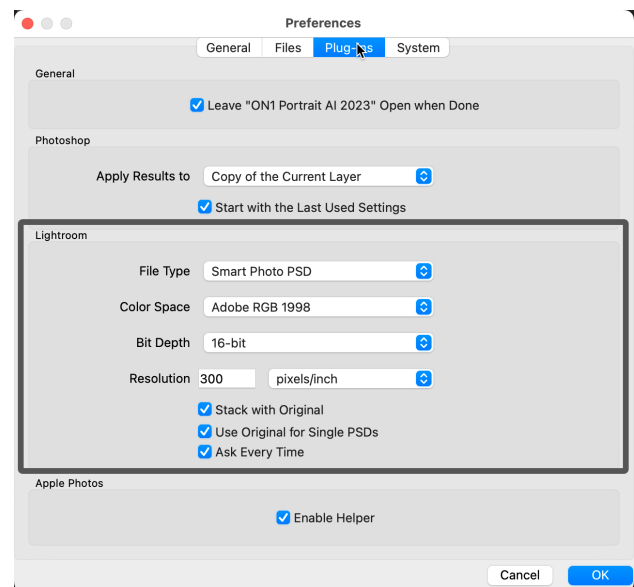 Preferences
General Files Plug-ins System
General
Leave "ON1 Portrait AI 2023" Open when Done
Photoshop
Apply Results to Copy of the Current Layer
Start with the Last Used Settings
Lightroom
File Type Smart Photo PSD
Color Space Adobe RGB 1998
Bit Depth 16-bit
Resolution 300 pixels/inch
Stack with Original
Use Original for Single PSDs
Ask Every Time
Apple Photos
Enable Helper
Cancel OK